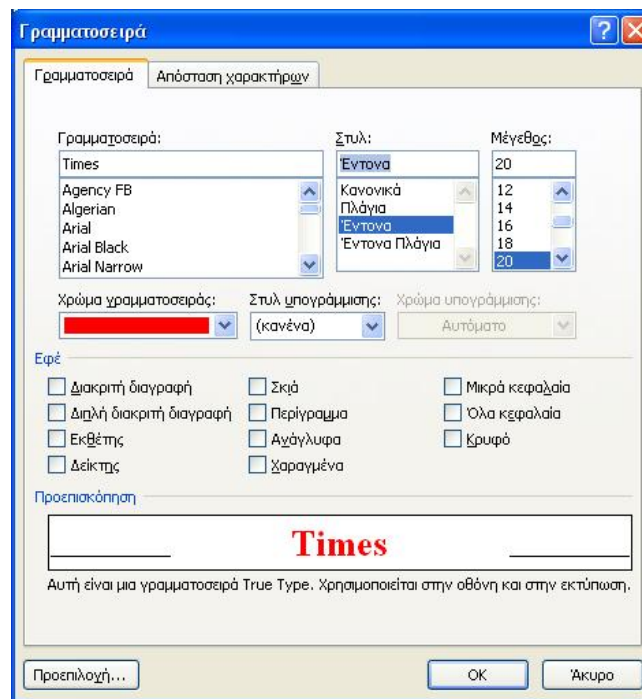 Γραμματοσειρά
Γραμματοσειρά Απόσταση χαρακτήρων
Γραμματοσειρά: Στυλ: Μέγεθος:
Times Έντονα 20
Agency FB Κανονικά 12
Algerian Πλάγια 14
Arial Έντονα 16
Arial Black Έντονα Πλάγια 18
Arial Narrow 20
Χρώμα γραμματοσειράς: Στυλ υπογράμμισης: Χρώμα υπογράμμισης:
(κανένα) Αυτόματο
Εφέ
Διακριτή διαγραφή Σκιά Μικρά κεφαλαία
Διπλή διακριτή διαγραφή Περίγραμμα Όλα κεφαλαία
Εκθέτης Ανάγλυφα Κρυφό
Δείκτης Χαραγμένα
Προεπισκόπηση
Times
Αυτή είναι μια γραμματοσειρά True Type. Χρησιμοποιείται στην οθόνη και στην εκτύπωση.
Προεπιλογή... OK Άκυρο